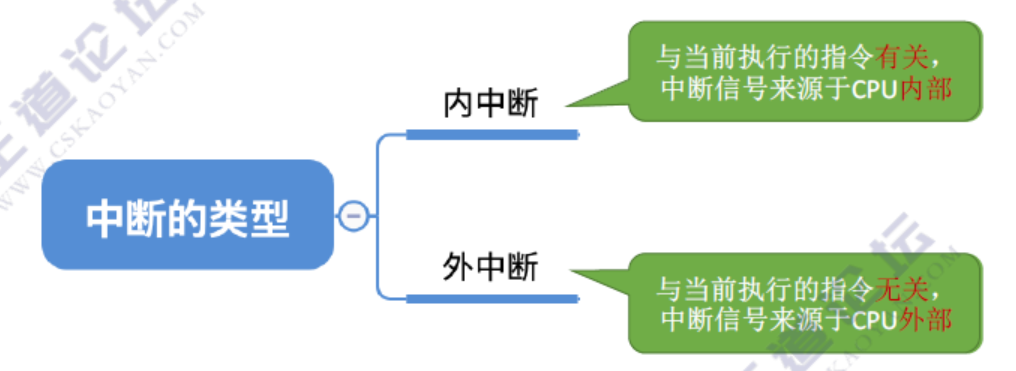 与当前执行的指令有关，
中断信号来源于CPU内部
内中断
中断的类型
外中断
与当前执行的指令无关，
中断信号来源于CPU外部
王道论坛
WWW.CSKAOYAN.COM